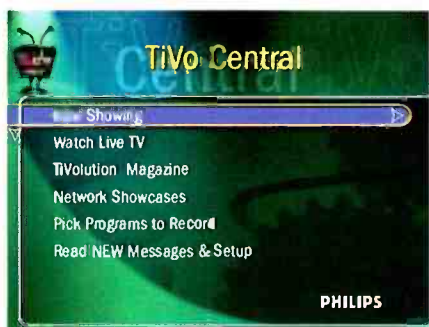 TiVo Central
Showing
Watch Live TV
TiVolution Magazine
Network Showcases
Pick Programs to Record
Read NEW Messages & Setup
PHILIPS